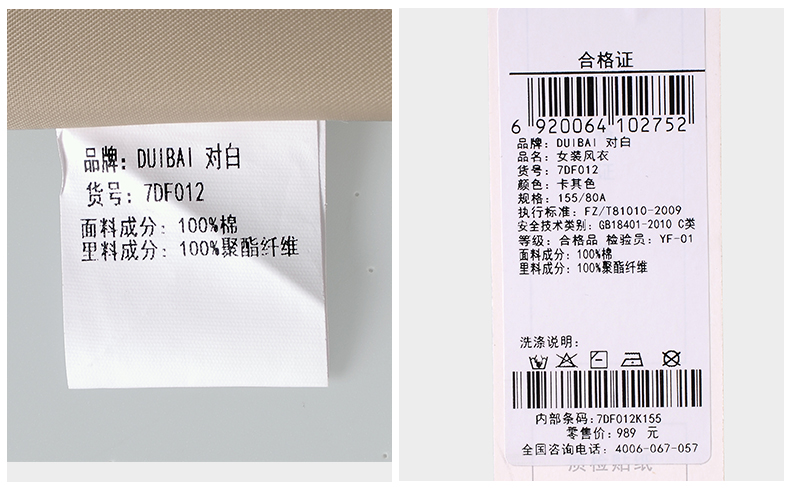 品牌: DUIBAI 对白
货号: 7DF012
面料成分: 100%棉
里料成分: 100%聚酯纤维
合格证
6 920064 102752
品牌: DUIBAI 对白
品名: 女装风衣
货号: 7DF012
颜色: 卡其色
规格: 155/80A
执行标准: FZ/T81010-2009
安全技术类别: GB18401-2010 C类
等级: 合格品 检验员: YF-01
面料成分: 100%棉
里料成分: 100%聚酯纤维
洗涤说明:
内部条码:7DF012K155
零售价: 989 元
全国咨询电话: 4006-067-057
质检贴纸